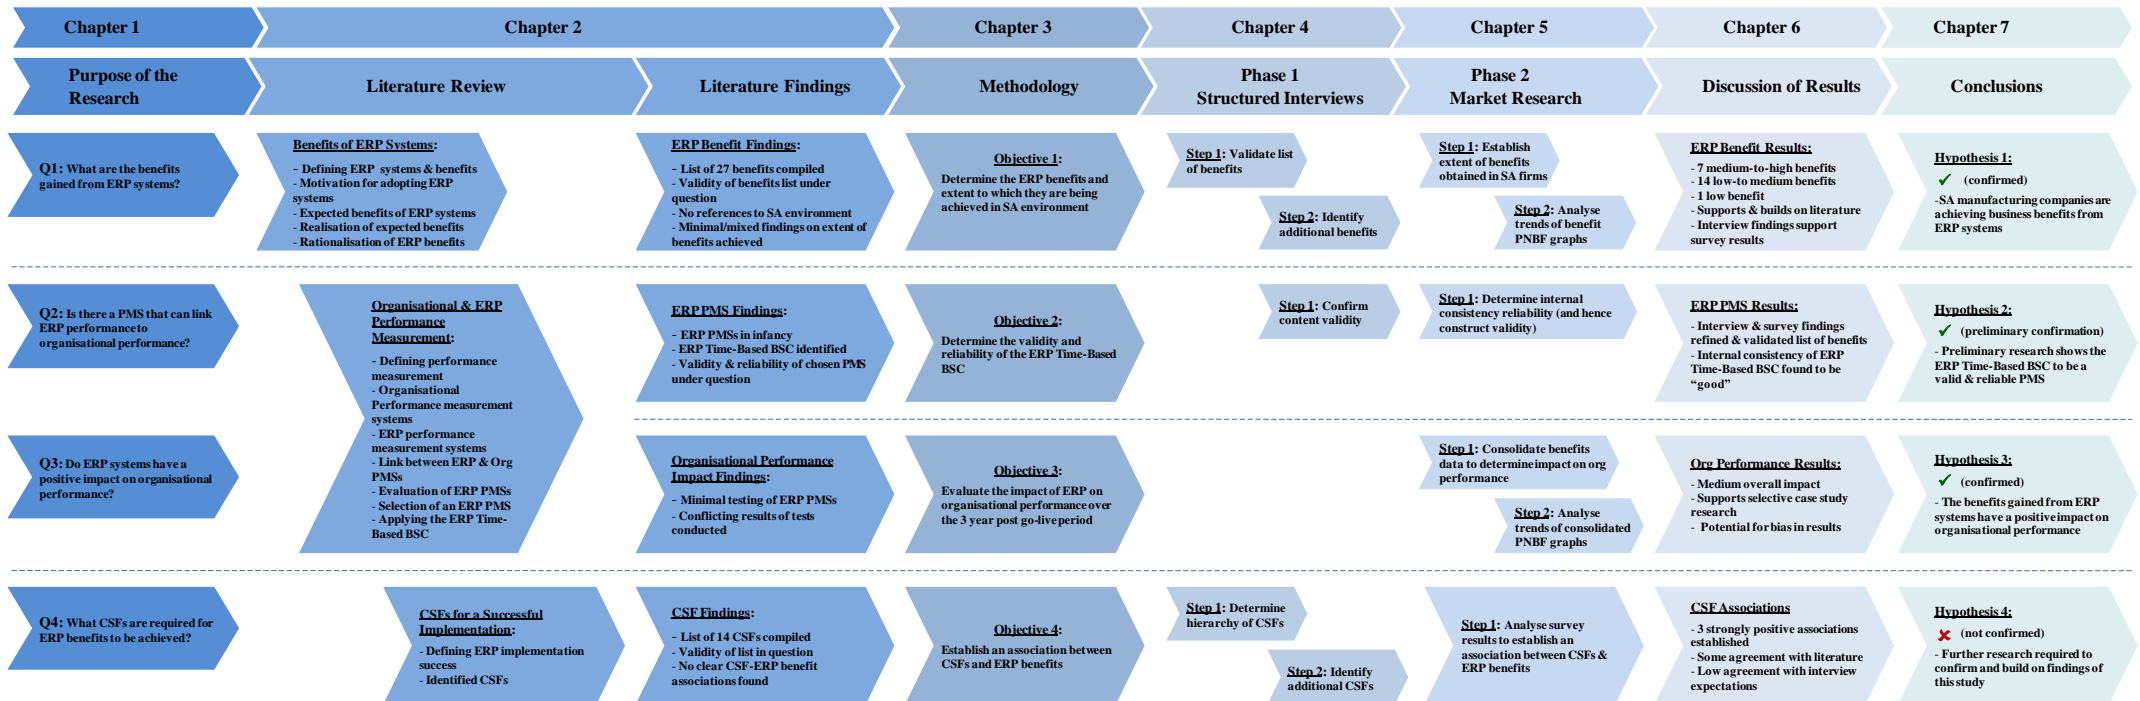 Chapter 1
Chapter 2
Chapter 3
Chapter 4
Chapter 5
Chapter 6
Chapter 7
Purpose of the
Research
Literature Review
Literature Findings
Methodology
Phase 1
Structured Interviews
Phase 2
Market Research
Discussion of Results
Conclusions
Q1: What are the benefits
gained from ERP systems?
Benefits of ERP Systems:
- Defining ERP systems & benefits
- Motivation for adopting ERP
systems
- Expected benefits of ERP systems
- Realisation of expected benefits
- Rationalisation of ERP benefits
ERP Benefit Findings:
- List of 27 benefits compiled
- Validity of benefits list under
question
- No references to SA environment
- Minimal/mixed findings on extent of
benefits achieved
Objective 1:
Determine the ERP benefits and
extent to which they are being
achieved in SA environment
Step 1: Validate list
of benefits
Step 2: Identify
additional benefits
Step 1: Establish
extent of benefits
obtained in SA firms
Step 2: Analyse
trends of benefit
PNBF graphs
ERP Benefit Results:
- 7 medium-to-high benefits
- 14 low-to medium benefits
- 1 low benefit
- Supports & builds on literature
- Interview findings support
survey results
Hypothesis 1:
✓ (confirmed)
-SA manufacturing companies are
achieving business benefits from
ERP systems
Q2: Is there a PMS that can link
ERP performance to
organisational performance?
Organisational & ERP
Performance
Measurement:
- Defining performance
measurement
- Organisational
Performance measurement
systems
- ERP performance
measurement systems
- Link between ERP & Org
PMSs
- Evaluation of ERP PMSs
- Selection of an ERP PMS
- Applying the ERP Time-
Based BSC
ERP PMS Findings:
- ERP PMSs in infancy
- ERP Time-Based BSC identified
- Validity & reliability of chosen PMS
under question
Objective 2:
Determine the validity and
reliability of the ERP Time-Based
BSC
Step 1: Confirm
content validity
Step 1: Determine internal
consistency reliability (and hence
construct validity)
ERP PMS Results:
- Interview & survey findings
refined & validated list of benefits
- Internal consistency of ERP
Time-Based BSC found to be
“good”
Hypothesis 2:
✓ (preliminary confirmation)
- Preliminary research shows the
ERP Time-Based BSC to be a
valid & reliable PMS
Q3: Do ERP systems have a
positive impact on organisational
performance?
Organisational Performance
Impact Findings:
- Minimal testing of ERP PMSs
- Conflicting results of tests
conducted
Objective 3:
Evaluate the impact of ERP on
organisational performance over
the 3 year post go-live period
Step 1: Consolidate benefits
data to determine impact on org
performance
Step 2: Analyse
trends of consolidated
PNBF graphs
Org Performance Results:
- Medium overall impact
- Supports selective case study
research
- Potential for bias in results
Hypothesis 3:
✓ (confirmed)
- The benefits gained from ERP
systems have a positive impact on
organisational performance
Q4: What CSFs are required for
ERP benefits to be achieved?
CSFs for a Successful
Implementation:
- Defining ERP implementation
success
- Identified CSFs
CSF Findings:
- List of 14 CSFs compiled
- Validity of list in question
- No clear CSF-ERP benefit
associations found
Objective 4:
Establish an association between
CSFs and ERP benefits
Step 1: Determine
hierarchy of CSFs
Step 2: Identify
additional CSFs
Step 1: Analyse survey
results to establish an
association between CSFs &
ERP benefits
CSF Associations
- 3 strongly positive associations
established
- Some agreement with literature
- Low agreement with interview
expectations
Hypothesis 4:
✘ (not confirmed)
- Further research required to
confirm and build on findings of
this study